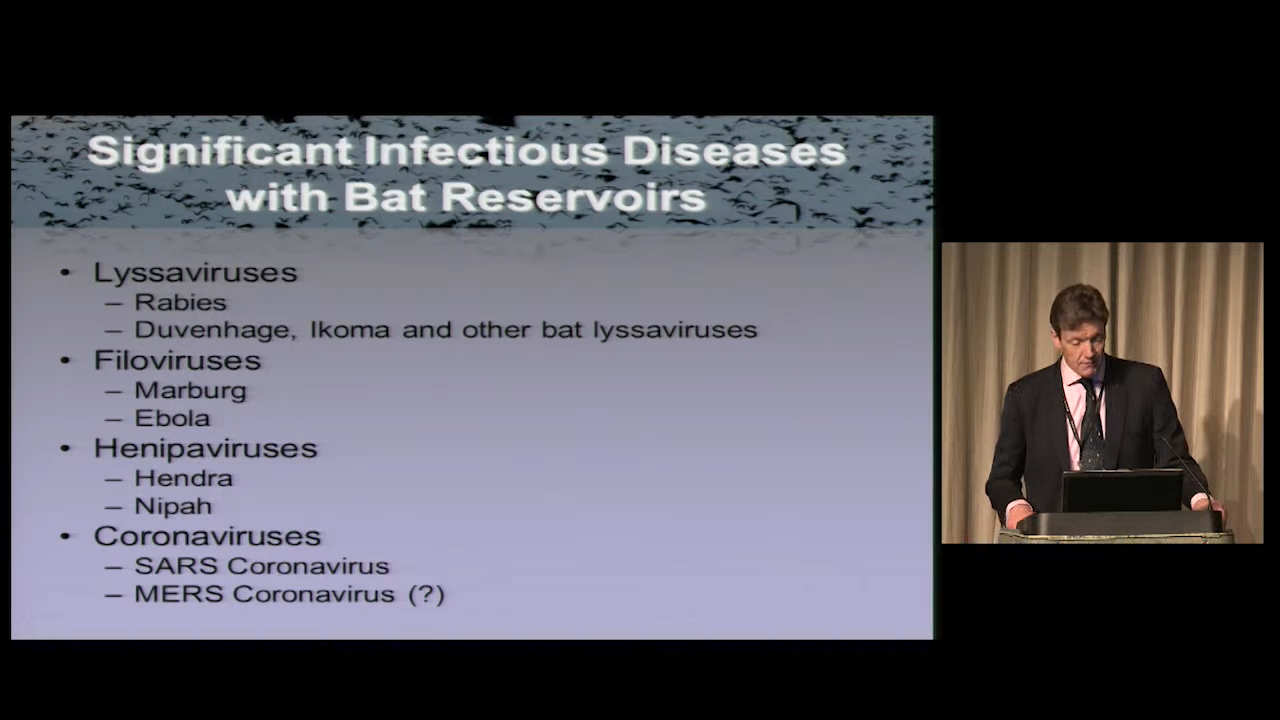 Significant Infectious Diseases
with Bat Reservoirs
• Lyssaviruses
– Rabies
– Duvenhage, Ikoma and other bat lyssaviruses
• Filoviruses
– Marburg
– Ebola
• Henipaviruses
– Hendra
– Nipah
• Coronaviruses
– SARS Coronavirus
– MERS Coronavirus (?)